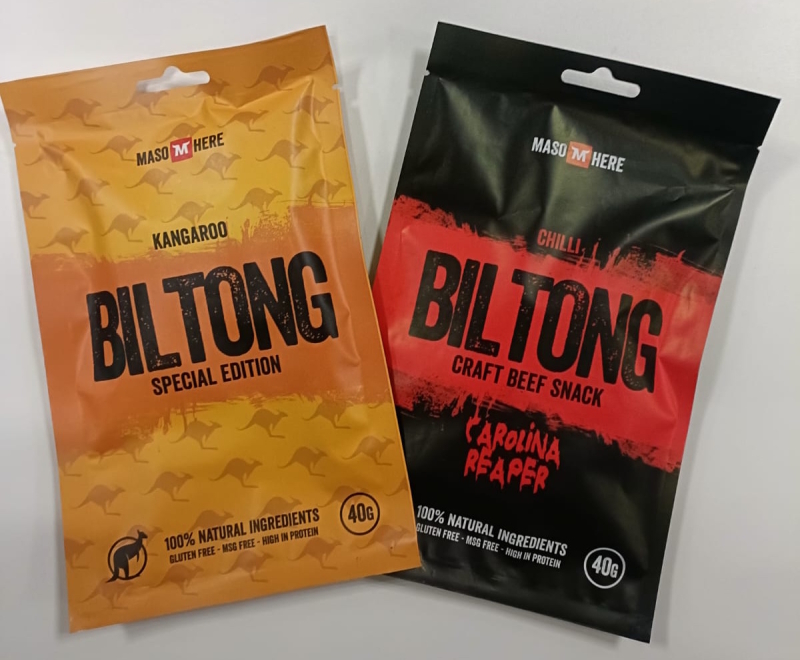 MASO M HERE
KANGAROO
BILTONG
SPECIAL EDITION
100% NATURAL INGREDIENTS
GLUTEN FREE - MSG FREE - HIGH IN PROTEIN
40G
MASO M HERE
CHILLI
BILTONG
CRAFT BEEF SNACK
CAROLINA
REAPER
100% NATURAL INGREDIENTS
GLUTEN FREE - MSG FREE - HIGH IN PROTEIN
40G